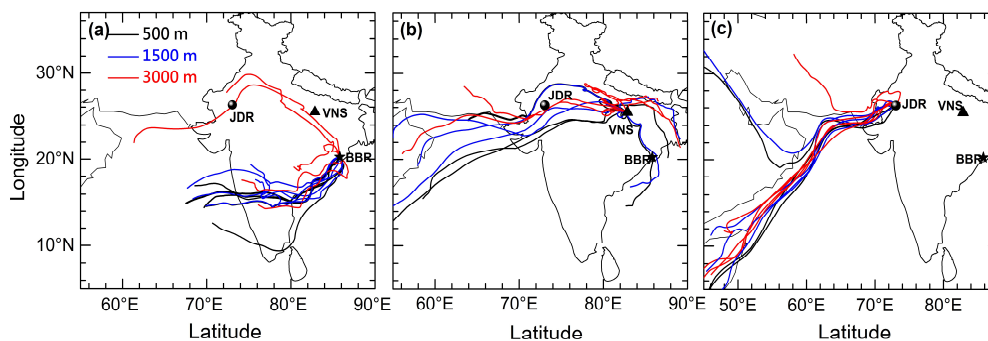 (a) (b) (c)
500 m
1500 m
3000 m
JDR VNS BBR
JDR VNS BBR
JDR VNS BBR
30°N
20°N
10°N
Longitude
60°E 70°E 80°E 90°E 60°E 70°E 80°E 90°E 50°E 60°E 70°E 80°E
Latitude Latitude Latitude